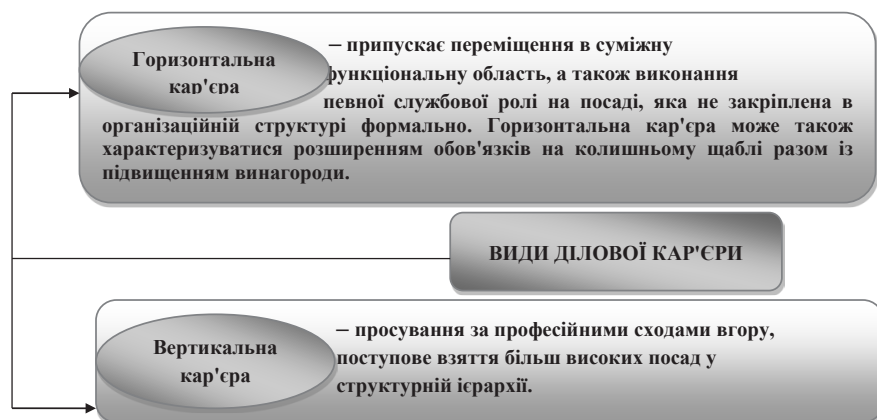 Горизонтальна
кар'єра
– припускає переміщення в суміжну
функціональну область, а також виконання
певної службової ролі на посаді, яка не закріплена в
організаційній структурі формально. Горизонтальна кар'єра може також
характеризуватися розширенням обов'язків на колишньому щаблі разом із
підвищенням винагороди.
ВИДИ ДІЛОВОЇ КАР'ЄРИ
Вертикальна
кар'єра
– просування за професійними сходами вгору,
поступове взяття більш високих посад у
структурній ієрархії.